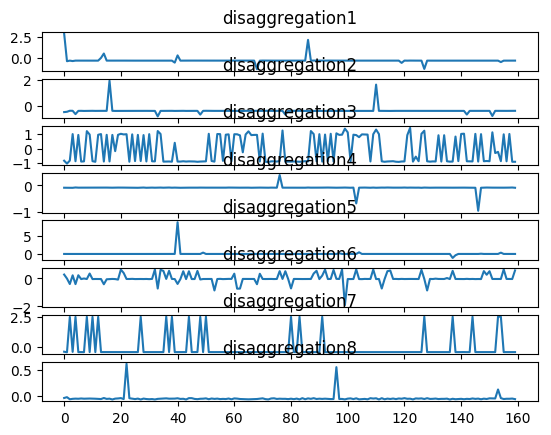 disaggregation1
2.5
0.0
disaggregation2
2
0
disaggregation3
1
0
−1
disaggregation4
0
−1
disaggregation5
5
0
disaggregation6
0
−2
disaggregation7
2.5
0.0
disaggregation8
0.5
0.0
0 20 40 60 80 100 120 140 160